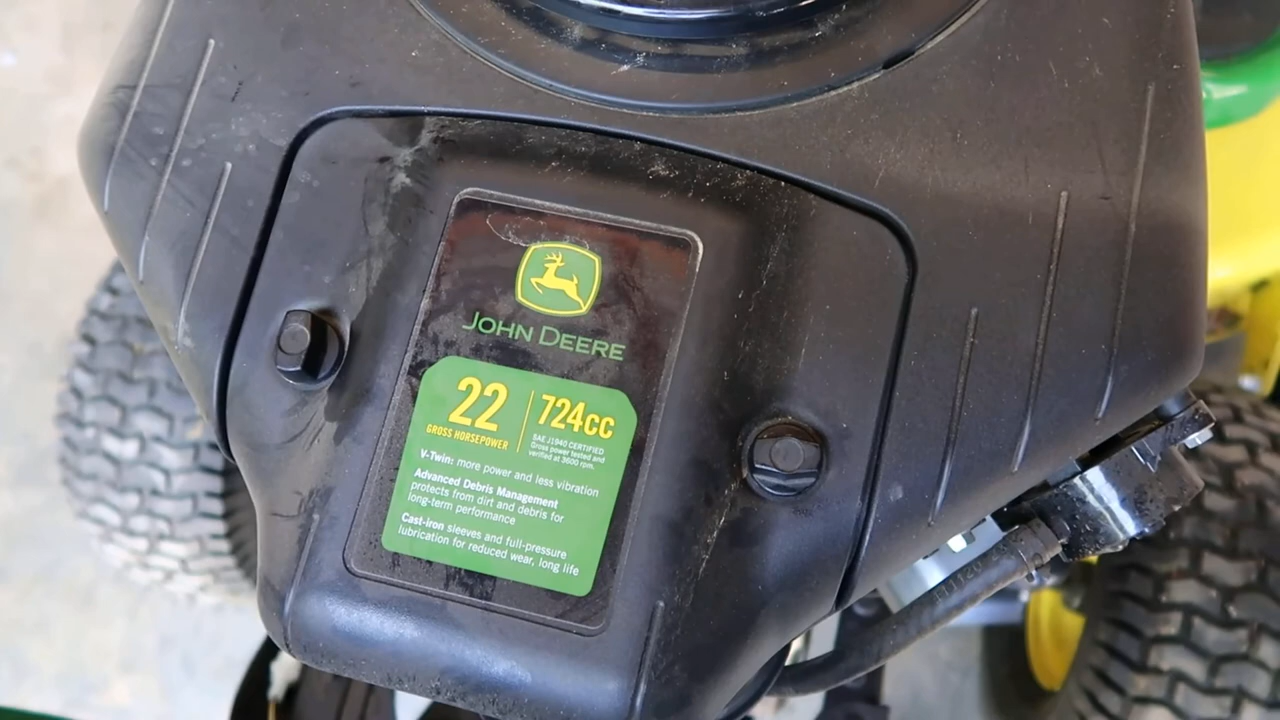 JOHN DEERE
22
GROSS HORSEPOWER
724cc
SAE J1940 CERTIFIED
Gross power tested and
verified at 3600 rpm.
V-Twin: more power and less vibration
Advanced Debris Management
protects from dirt and debris for
long-term performance
Cast-iron sleeves and full-pressure
lubrication for reduced wear, long life